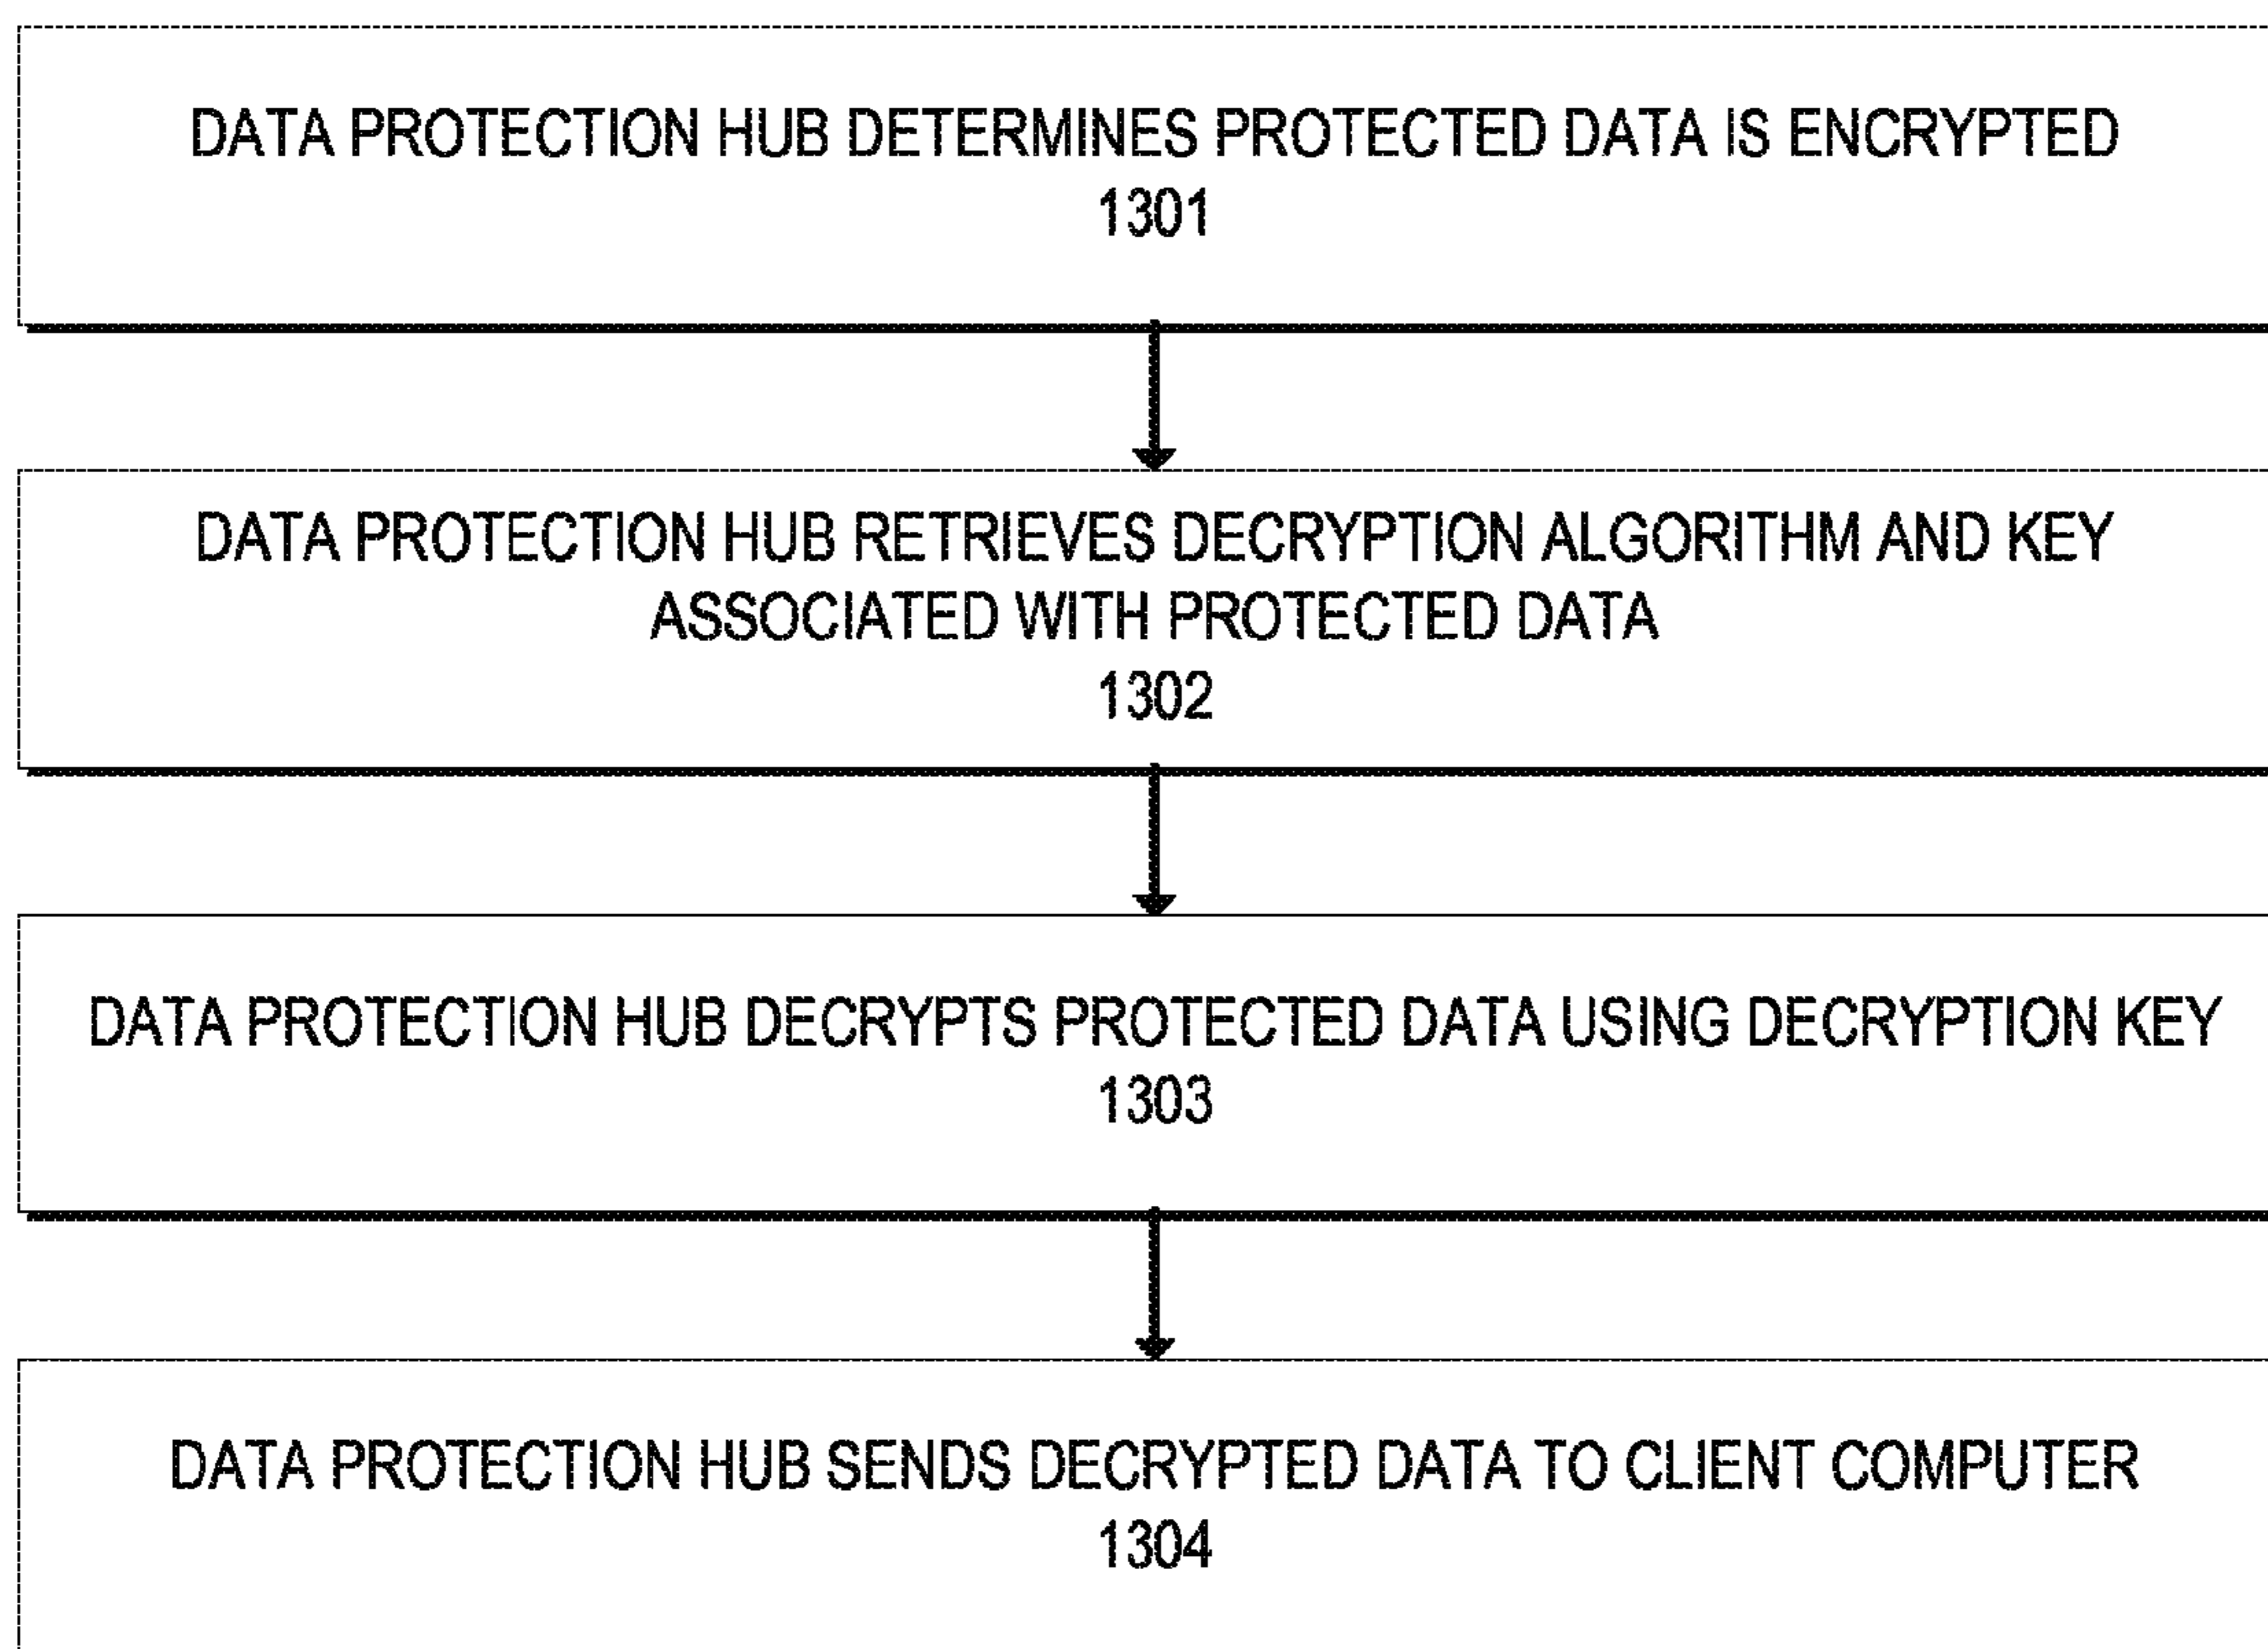 DATA PROTECTION HUB DETERMINES PROTECTED DATA IS ENCRYPTED
1301
DATA PROTECTION HUB RETRIEVES DECRYPTION ALGORITHM AND KEY
ASSOCIATED WITH PROTECTED DATA
1302
DATA PROTECTION HUB DECRYPTS PROTECTED DATA USING DECRYPTION KEY
1303
DATA PROTECTION HUB SENDS DECRYPTED DATA TO CLIENT COMPUTER
1304